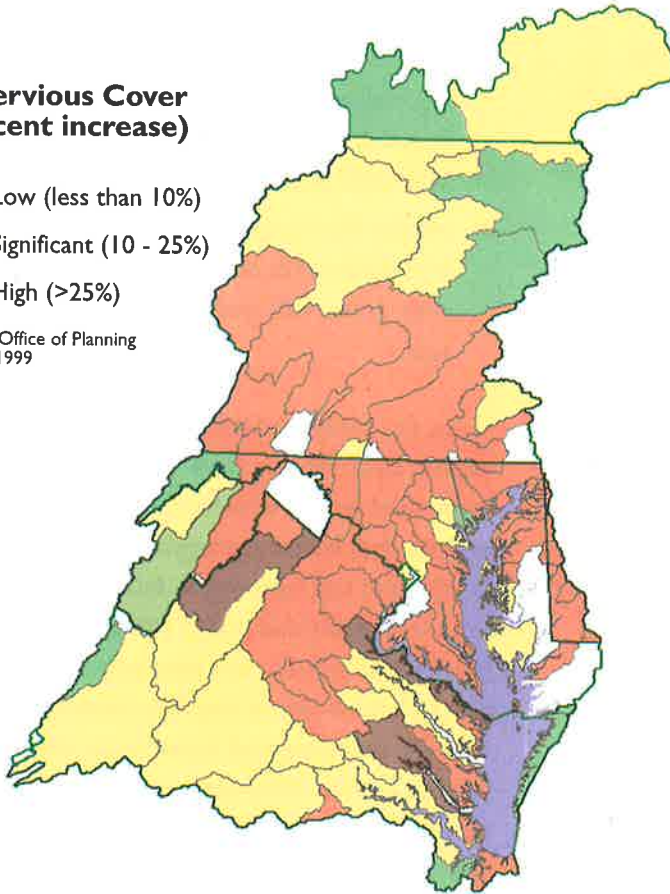 ervious Cover
cent increase)
Low (less than 10%)
Significant (10 - 25%)
High (>25%)
Office of Planning
1999